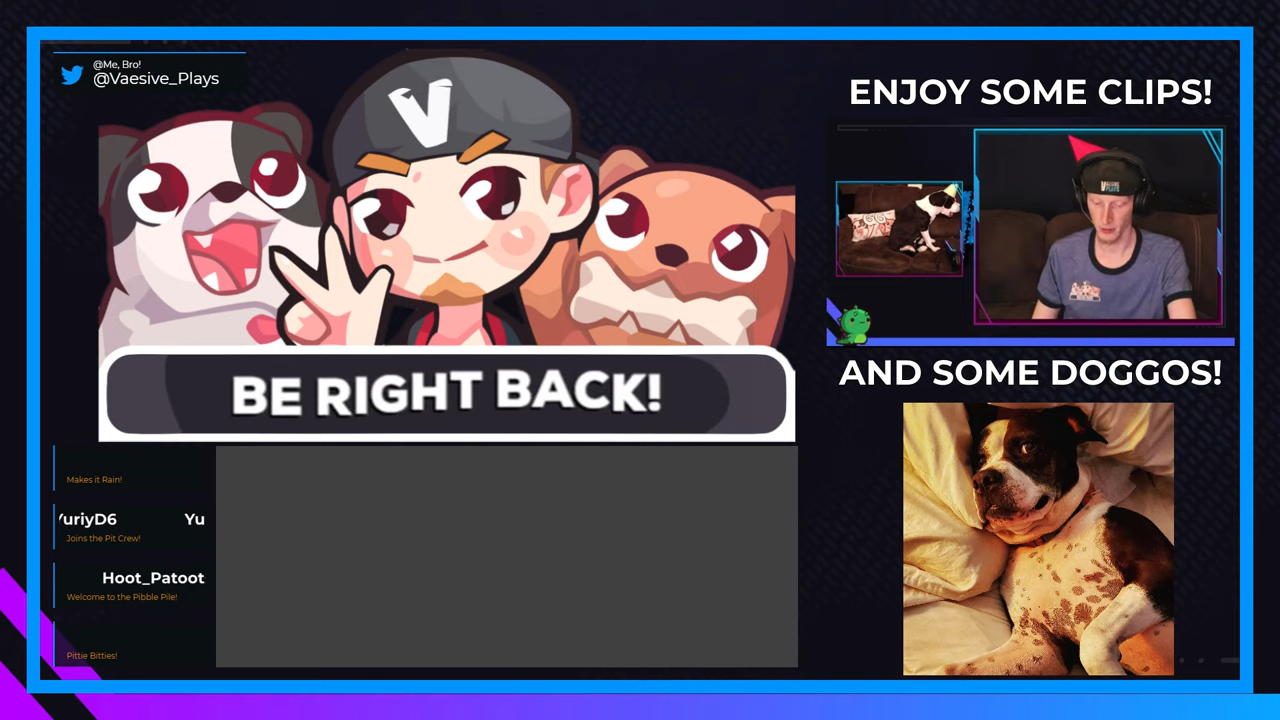 @Me, Bro!
@Vaesive_Plays
V
BE RIGHT BACK!
Makes it Rain!
YuriyD6 Yu
Joins the Pit Crew!
Hoot_Patoot
Welcome to the Pibble Pile!
Pittie Bitties!
ENJOY SOME CLIPS!
AND SOME DOGGOS!